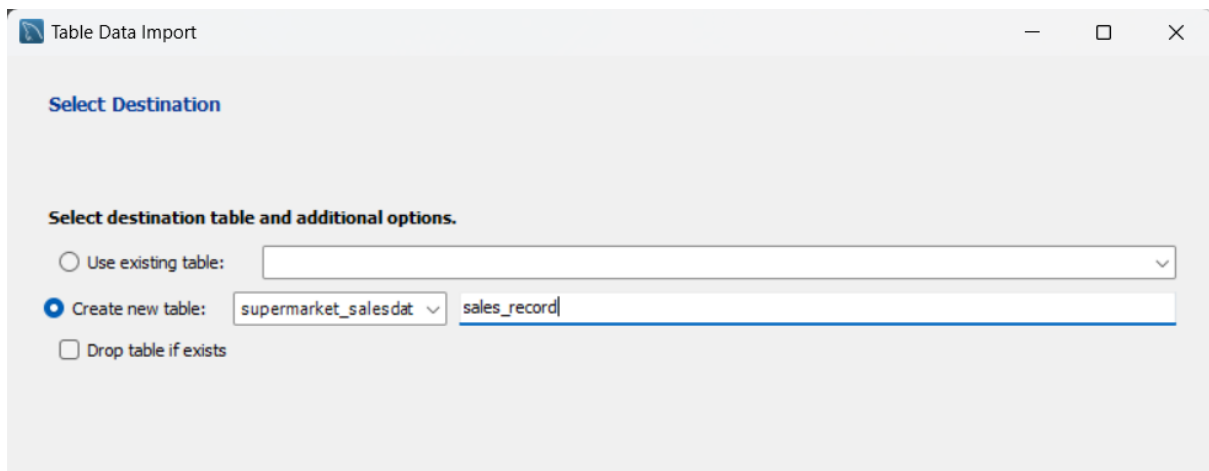 Table Data Import
Select Destination
Select destination table and additional options.
Use existing table:
Create new table: supermarket_salesdat sales_record
Drop table if exists